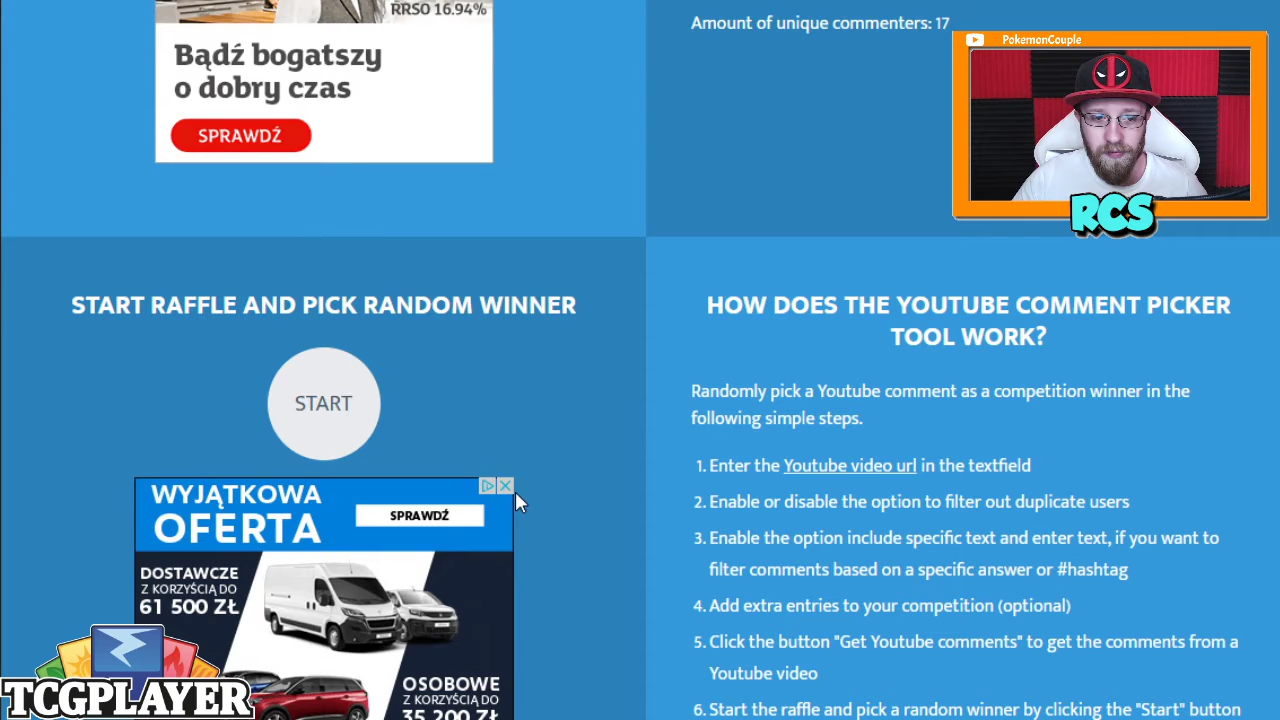 RRSO 16.94%
Bądź bogatszy
o dobry czas
SPRAWDŹ
Amount of unique commenters: 17
PokemonCouple
RCS
START RAFFLE AND PICK RANDOM WINNER
START
WYJĄTKOWA
OFERTA
SPRAWDŹ
DOSTAWCZE
Z KORZYŚCIĄ DO
61 500 ZŁ
OSOBOWE
Z KORZYŚCIĄ DO
35 200 ZŁ
TCGPLAYER
HOW DOES THE YOUTUBE COMMENT PICKER
TOOL WORK?
Randomly pick a Youtube comment as a competition winner in the
following simple steps.
1. Enter the Youtube video url in the textfield
2. Enable or disable the option to filter out duplicate users
3. Enable the option include specific text and enter text, if you want to
filter comments based on a specific answer or #hashtag
4. Add extra entries to your competition (optional)
5. Click the button "Get Youtube comments" to get the comments from a
Youtube video
6. Start the raffle and pick a random winner by clicking the "Start" button